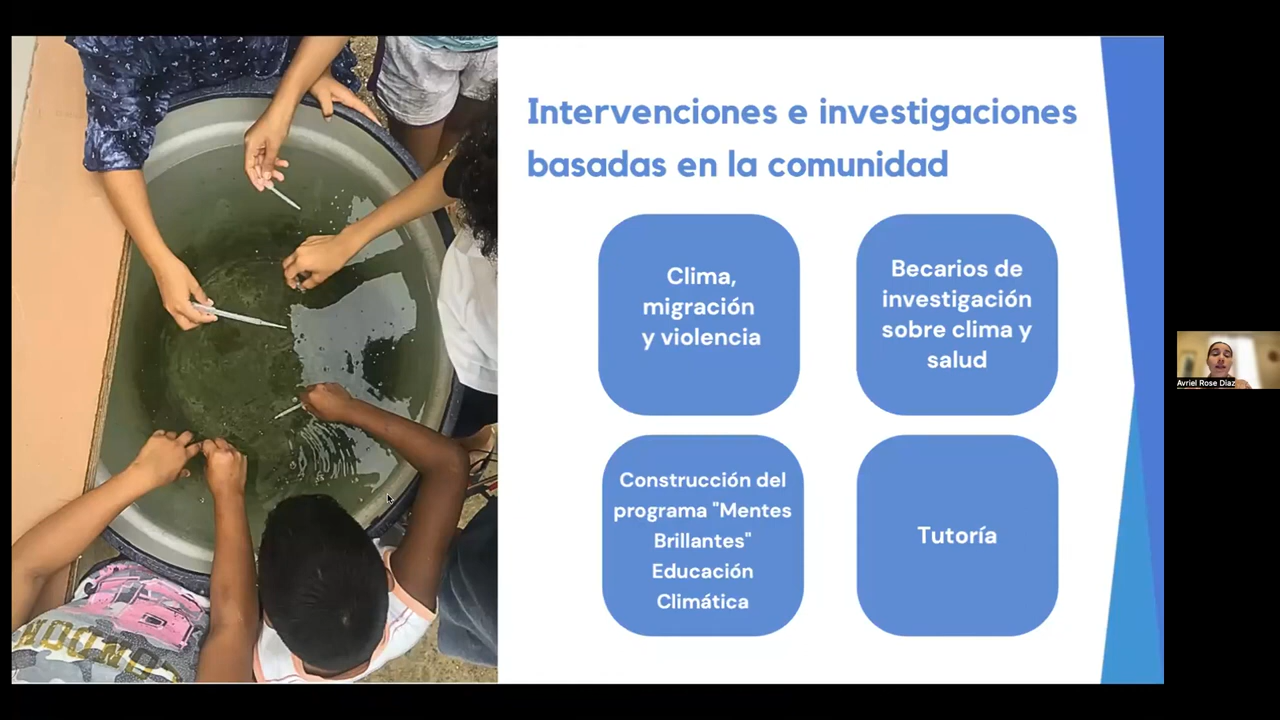 Intervenciones e investigaciones
basadas en la comunidad
Clima,
migración
y violencia
Becarios de
investigación
sobre clima y
salud
Construcción del
programa "Mentes
Brillantes"
Educación
Climática
Tutoría
Avriel Rose Diaz